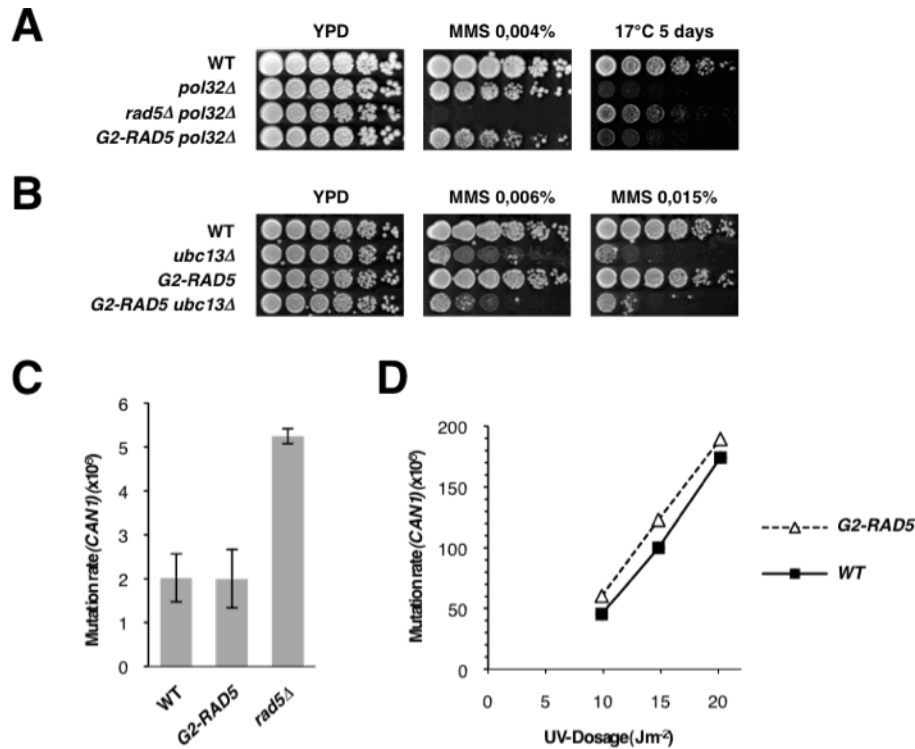 A
YPD
MMS 0,004%
17°C 5 days
WT
pol32Δ
rad5Δ pol32Δ
G2-RAD5 pol32Δ
B
YPD
MMS 0,006%
MMS 0,015%
WT
ubc13Δ
G2-RAD5
G2-RAD5 ubc13Δ
C
Mutation rate (CAN1) (x10⁶)
6
5
4
3
2
1
0
WT
G2-RAD5
rad5Δ
D
Mutation rate (CAN1) (x10⁶)
200
150
100
50
0
0 5 10 15 20
UV-Dosage (Jm⁻²)
G2-RAD5
WT